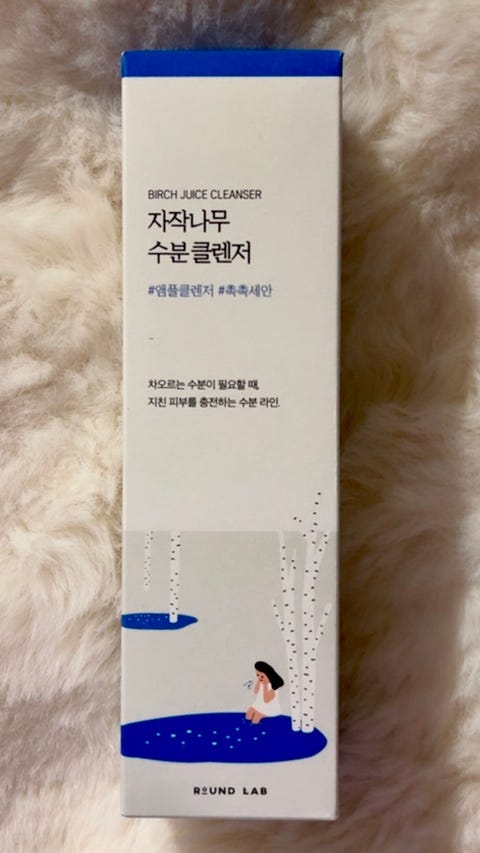 BIRCH JUICE CLEANSER
자작나무
수분 클렌저
#앰플클렌저 #촉촉세안
차오르는 수분이 필요할 때,
지친 피부를 충전하는 수분 라인.
ROUND LAB